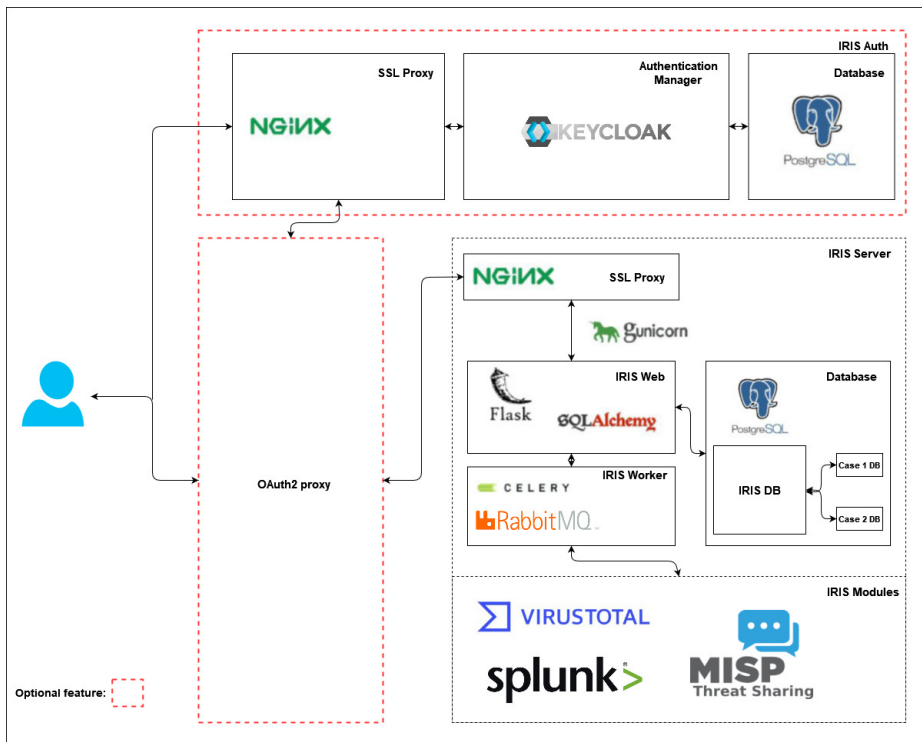 IRIS Auth
SSL Proxy
Authentication
Manager
Database
NGINX
KEYCLOAK
PostgreSQL
IRIS Server
NGINX
SSL Proxy
gunicorn
IRIS Web
Flask
SQLAlchemy
Database
PostgreSQL
IRIS Worker
CELERY
RabbitMQ
IRIS DB
Case 1 DB
Case 2 DB
OAuth2 proxy
IRIS Modules
VIRUSTOTAL
splunk>
MISP
Threat Sharing
Optional feature: